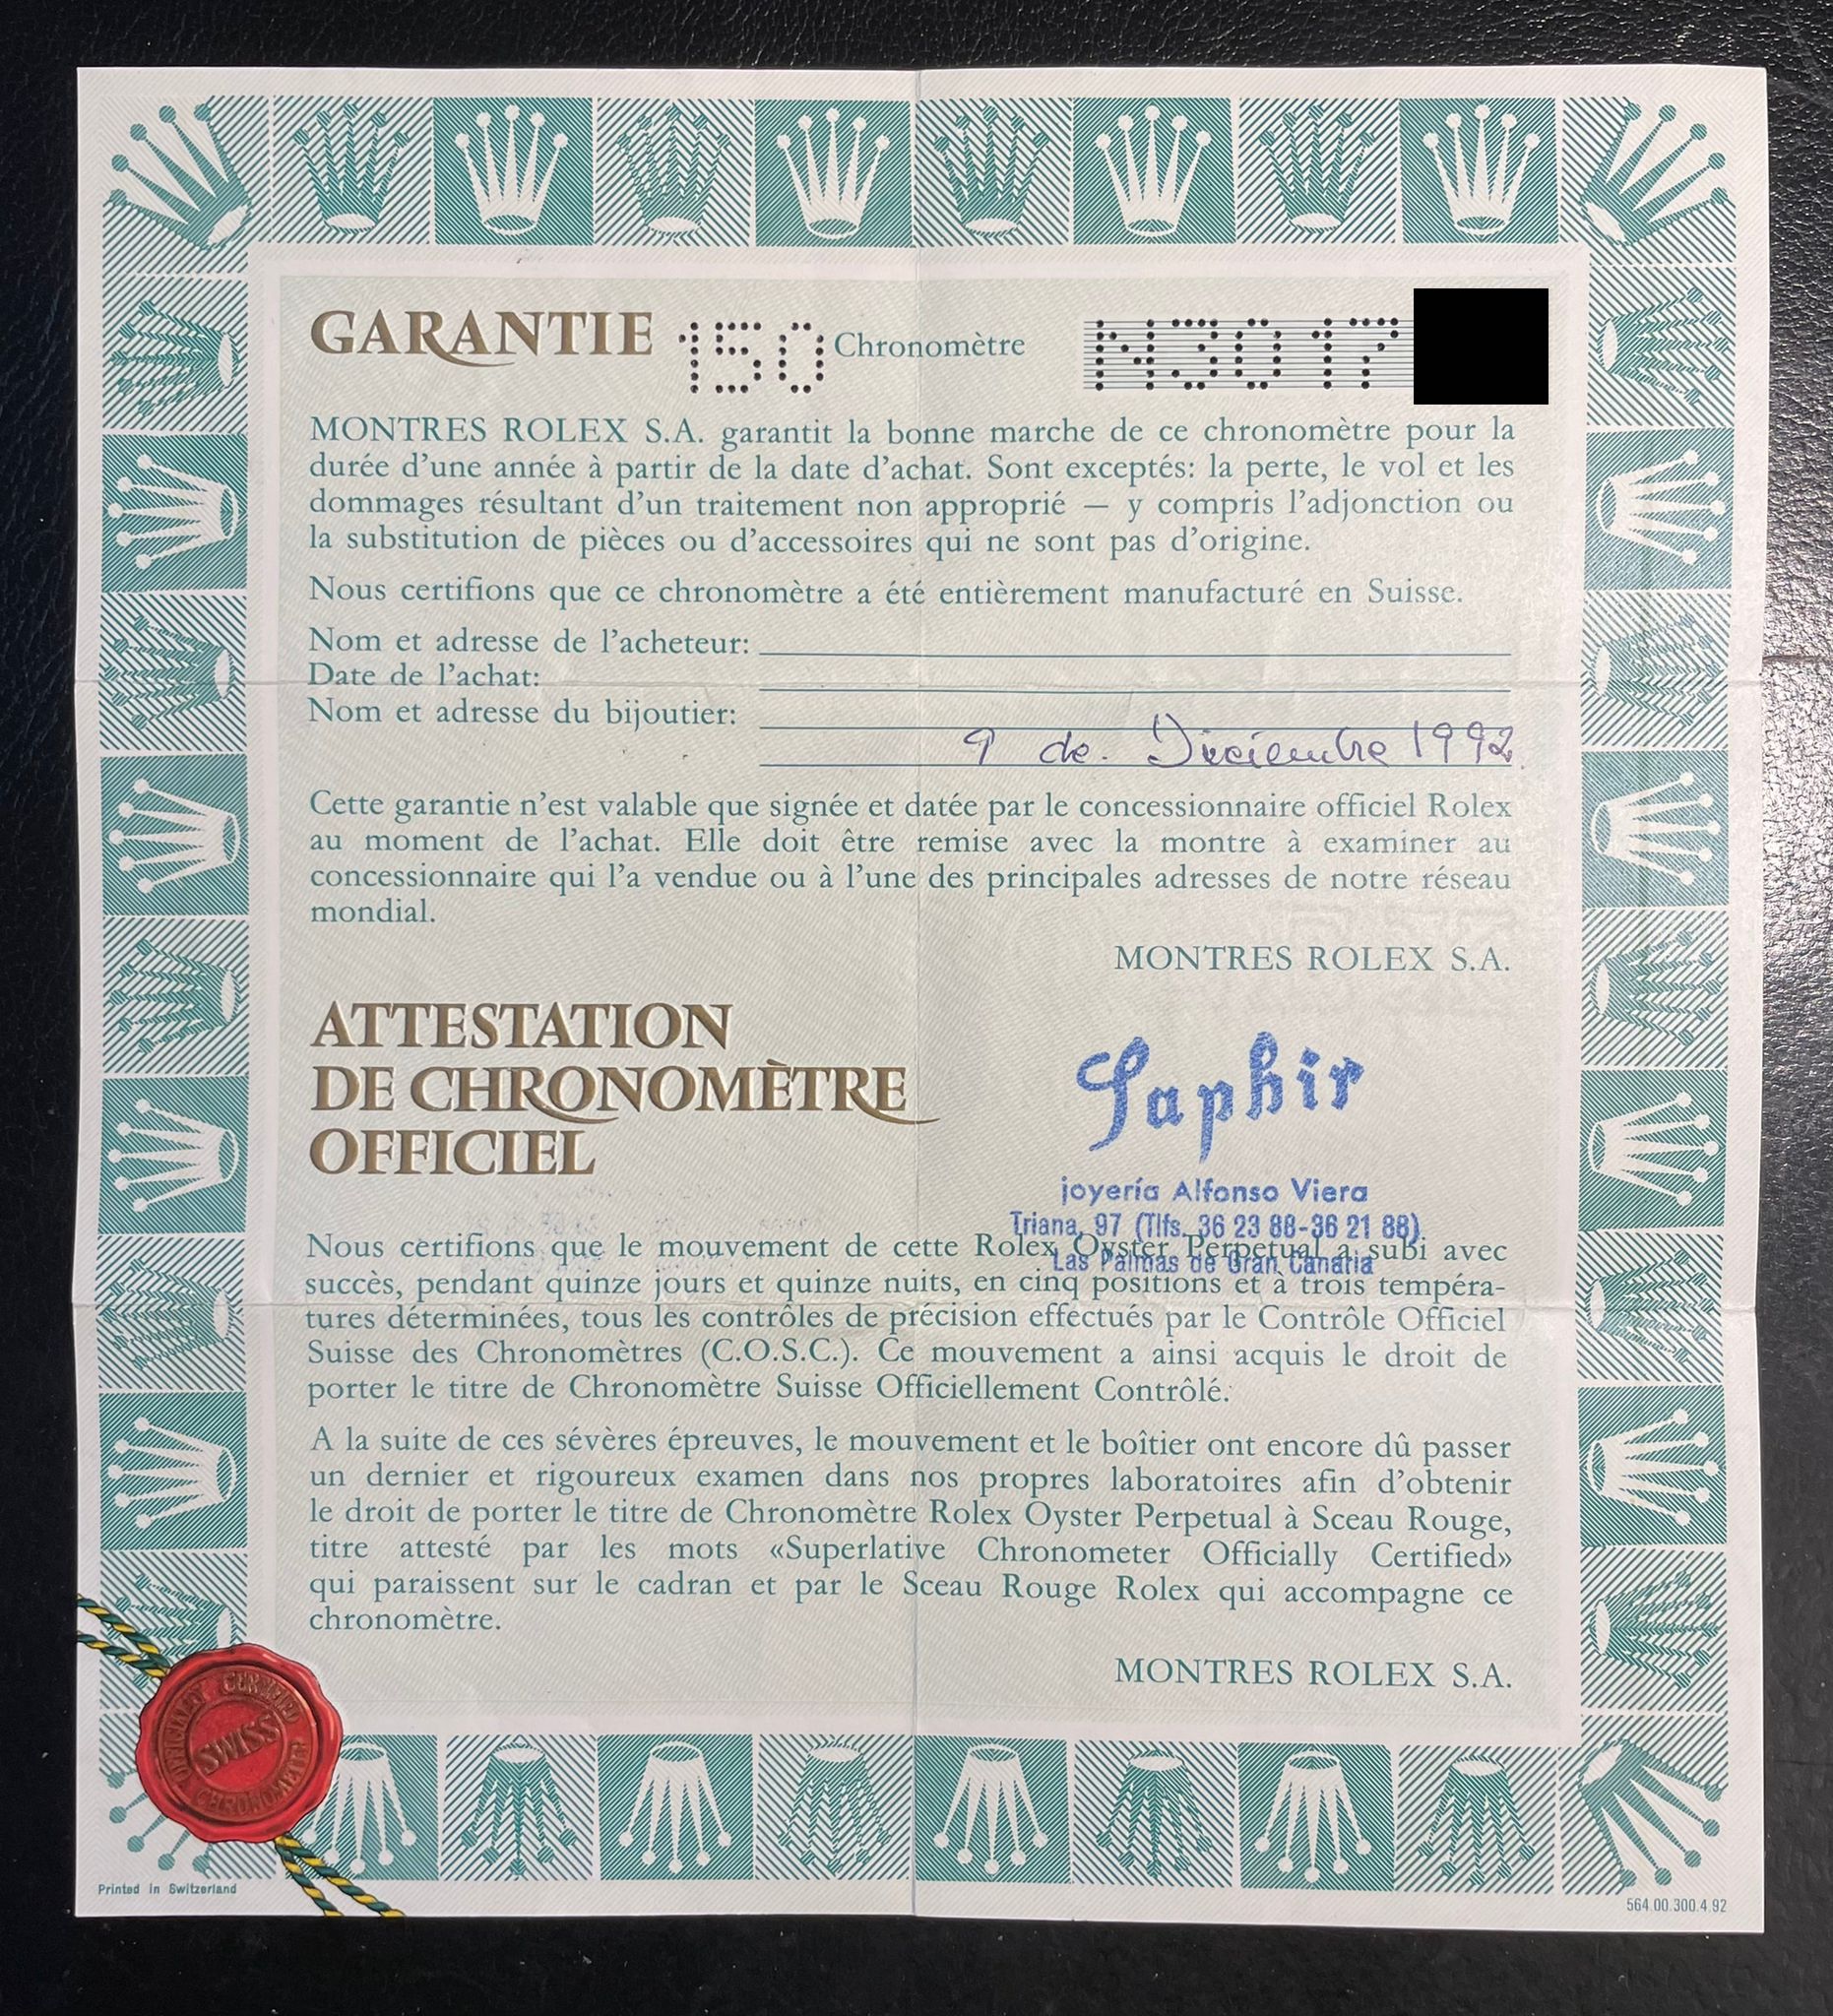 GARANTIE 150 Chronomètre N3017
MONTRES ROLEX S.A. garantit la bonne marche de ce chronomètre pour la
durée d'une année à partir de la date d'achat. Sont exceptés: la perte, le vol et les
dommages résultant d'un traitement non approprié — y compris l'adjonction ou
la substitution de pièces ou d'accessoires qui ne sont pas d'origine.
Nous certifions que ce chronomètre a été entièrement manufacturé en Suisse.
Nom et adresse de l'acheteur:
Date de l'achat:
Nom et adresse du bijoutier:
9 de. Diciembre 1992
Cette garantie n'est valable que signée et datée par le concessionnaire officiel Rolex
au moment de l'achat. Elle doit être remise avec la montre à examiner au
concessionnaire qui l'a vendue ou à l'une des principales adresses de notre réseau
mondial.
MONTRES ROLEX S.A.
ATTESTATION
DE CHRONOMÈTRE
OFFICIEL
Saphir
joyería Alfonso Viera
Triana, 97 (Tlfs. 36 23 88-36 21 88)
Las Palmas de Gran Canaria
Nous certifions que le mouvement de cette Rolex Oyster Perpetual a subi avec
succès, pendant quinze jours et quinze nuits, en cinq positions et à trois tempéra-
tures déterminées, tous les contrôles de précision effectués par le Contrôle Officiel
Suisse des Chronomètres (C.O.S.C.). Ce mouvement a ainsi acquis le droit de
porter le titre de Chronomètre Suisse Officiellement Contrôlé.
A la suite de ces sévères épreuves, le mouvement et le boîtier ont encore dû passer
un dernier et rigoureux examen dans nos propres laboratoires afin d'obtenir
le droit de porter le titre de Chronomètre Rolex Oyster Perpetual à Sceau Rouge,
titre attesté par les mots «Superlative Chronometer Officially Certified»
qui paraissent sur le cadran et par le Sceau Rouge Rolex qui accompagne ce
chronomètre.
MONTRES ROLEX S.A.
OFFICIALLY CERTIFIED
SWISS
CHRONOMETER
Printed in Switzerland
564.00.300.4.92